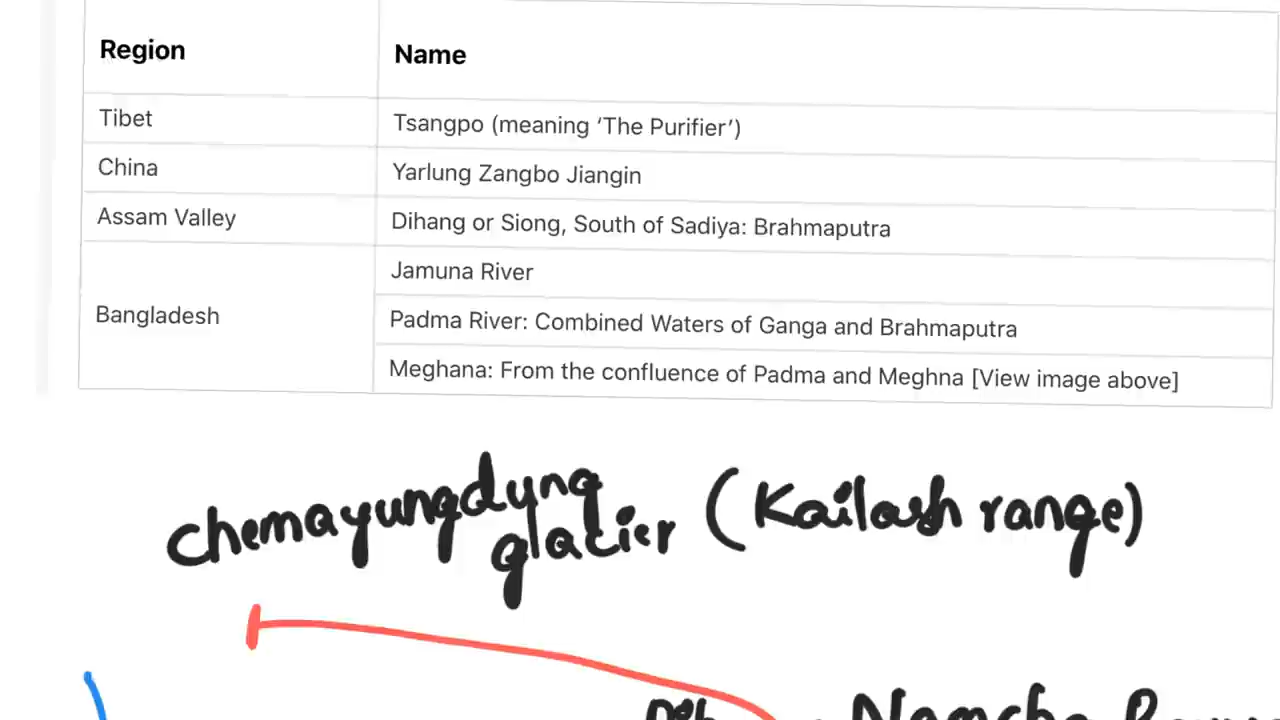 Region Name
Tibet Tsangpo (meaning ‘The Purifier’)
China Yarlung Zangbo Jiangin
Assam Valley Dihang or Siong, South of Sadiya: Brahmaputra
Bangladesh Jamuna River
Padma River: Combined Waters of Ganga and Brahmaputra
Meghana: From the confluence of Padma and Meghna [View image above]
chemayungdung
glacier (Kailash range)
Namcha